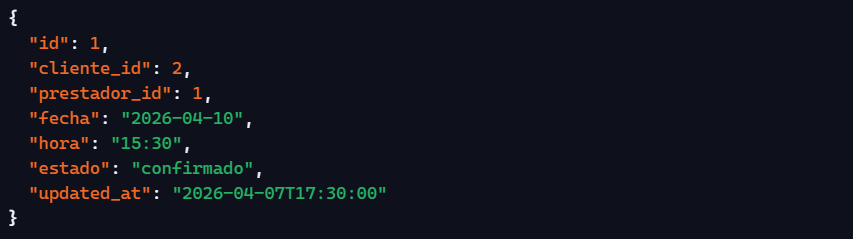 {
  "id": 1,
  "cliente_id": 2,
  "prestador_id": 1,
  "fecha": "2026-04-10",
  "hora": "15:30",
  "estado": "confirmado",
  "updated_at": "2026-04-07T17:30:00"
}